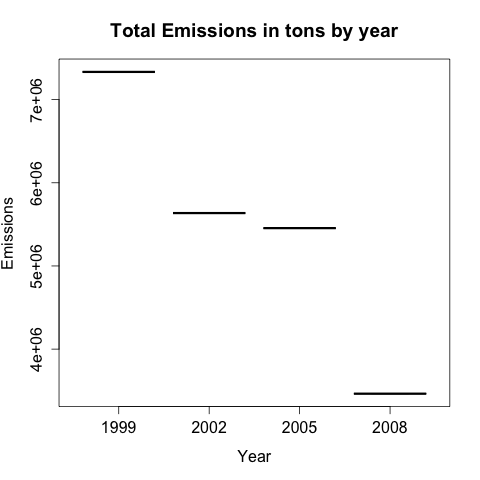 Total Emissions in tons by year
7e+06
6e+06
5e+06
4e+06
Emissions
1999 2002 2005 2008
Year